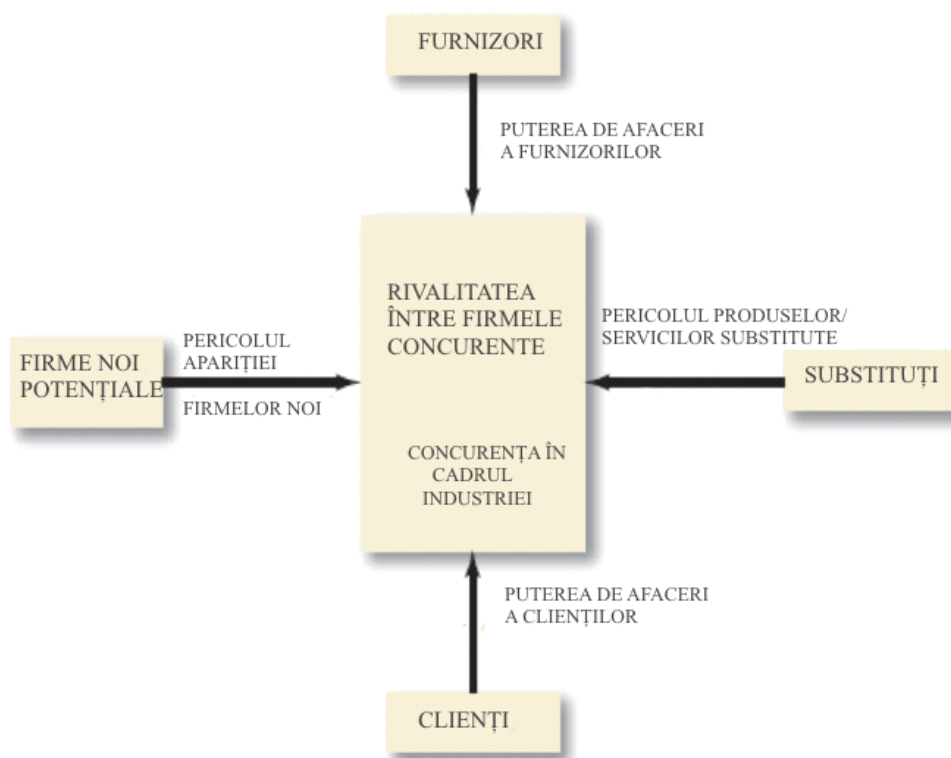 FURNIZORI
PUTEREA DE AFACERI
A FURNIZORILOR
RIVALITATEA
ÎNTRE FIRMELE
CONCURENTE
PERICOLUL PRODUSELOR/
SERVICILOR SUBSTITUTE
PERICOLUL
APARIȚIEI
FIRMELOR NOI
FIRME NOI
POTENȚIALE
SUBSTITUȚI
CONCURENȚA ÎN
CADRUL
INDUSTRIEI
PUTEREA DE AFACERI
A CLIENȚILOR
CLIENȚI